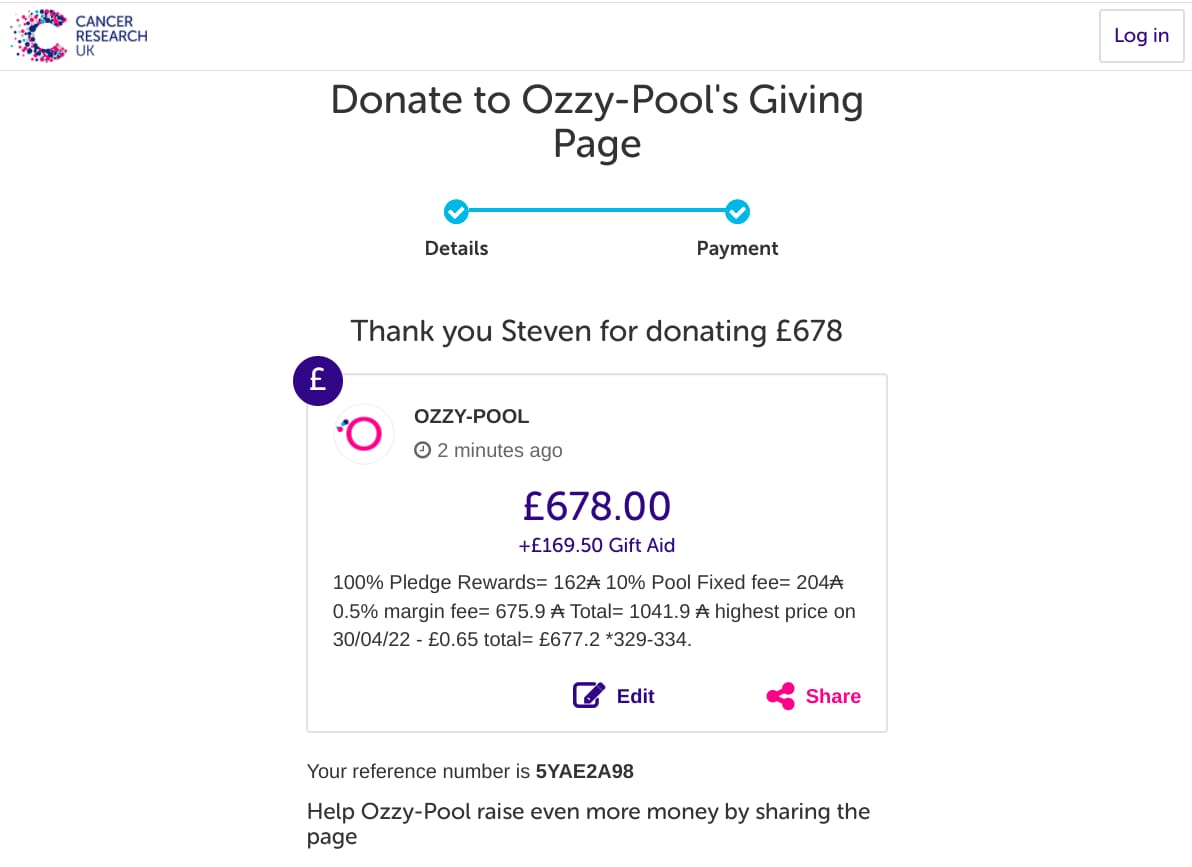 CANCER
RESEARCH
UK
Log in
Donate to Ozzy-Pool's Giving
Page
Details
Payment
Thank you Steven for donating £678
£
OZZY-POOL
2 minutes ago
£678.00
+£169.50 Gift Aid
100% Pledge Rewards= 162₳ 10% Pool Fixed fee= 204₳
0.5% margin fee= 675.9 ₳ Total= 1041.9 ₳ highest price on
30/04/22 - £0.65 total= £677.2 *329-334.
Edit
Share
Your reference number is 5YAE2A98
Help Ozzy-Pool raise even more money by sharing the
page